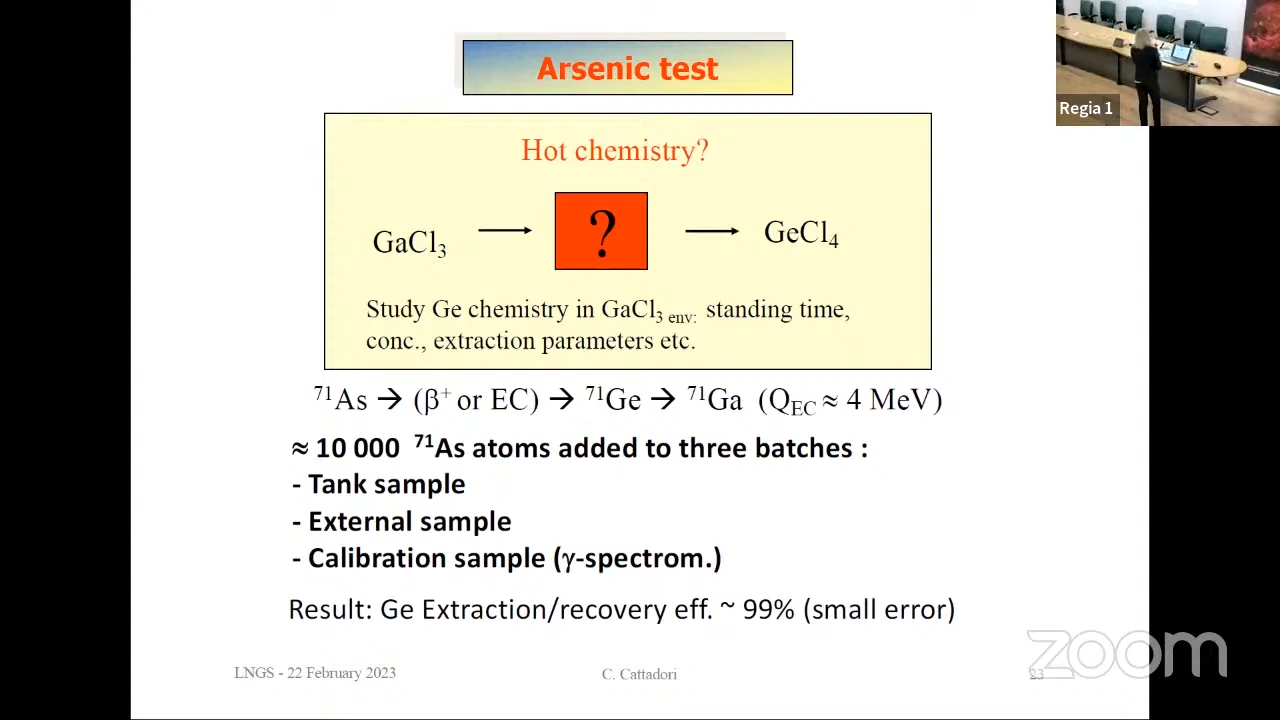 Arsenic test
Regia 1
Hot chemistry?
GaCl₃ → ? → GeCl₄
Study Ge chemistry in GaCl₃ env: standing time,
conc., extraction parameters etc.
⁷¹As → (β⁺ or EC) → ⁷¹Ge → ⁷¹Ga (Q_EC ≈ 4 MeV)
≈ 10 000 ⁷¹As atoms added to three batches :
- Tank sample
- External sample
- Calibration sample (γ-spectrom.)
Result: Ge Extraction/recovery eff. ~ 99% (small error)
LNGS - 22 February 2023
C. Cattadori
23
zoom